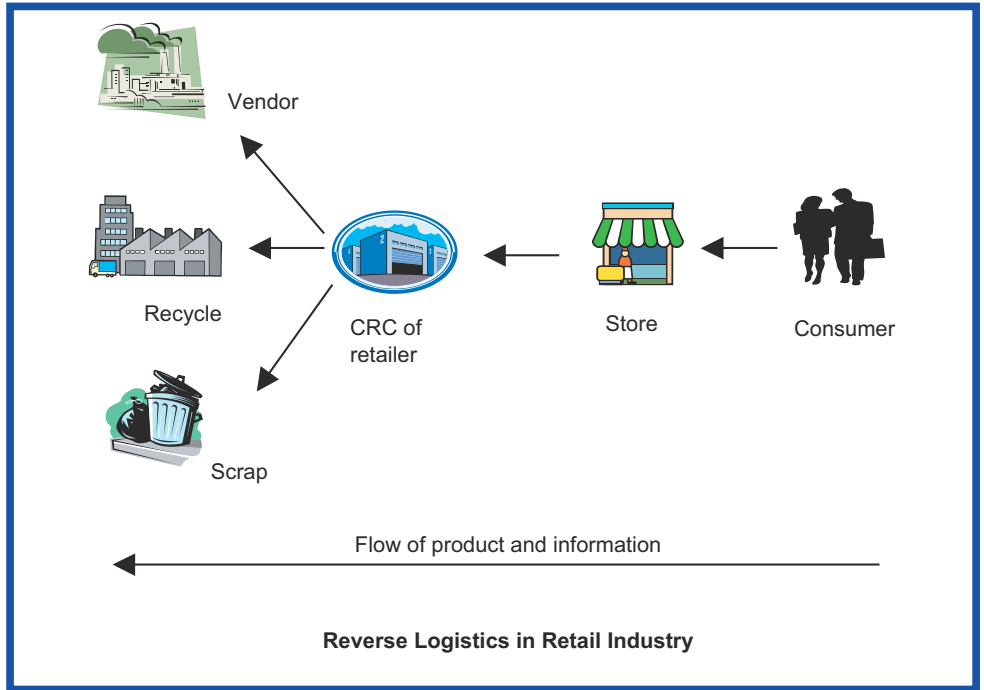 Vendor
Recycle
CRC of
retailer
Store
Consumer
Scrap
Flow of product and information
Reverse Logistics in Retail Industry